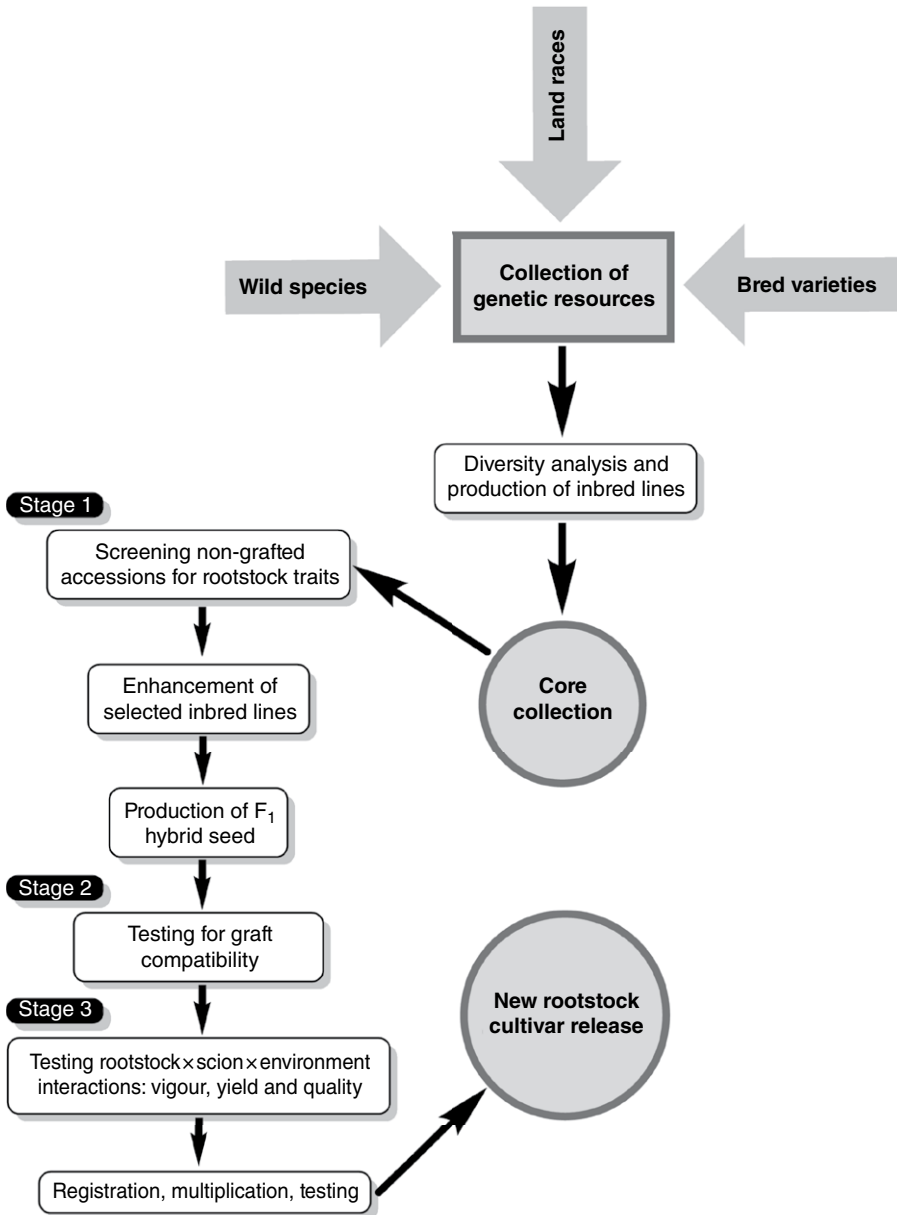 Land races
Wild species
Collection of
genetic resources
Bred varieties
Diversity analysis and
production of inbred lines
Stage 1
Screening non-grafted
accessions for rootstock traits
Core
collection
Enhancement of
selected inbred lines
Production of F₁
hybrid seed
Stage 2
Testing for graft
compatibility
New rootstock
cultivar release
Stage 3
Testing rootstock×scion×environment
interactions: vigour, yield and quality
Registration, multiplication, testing